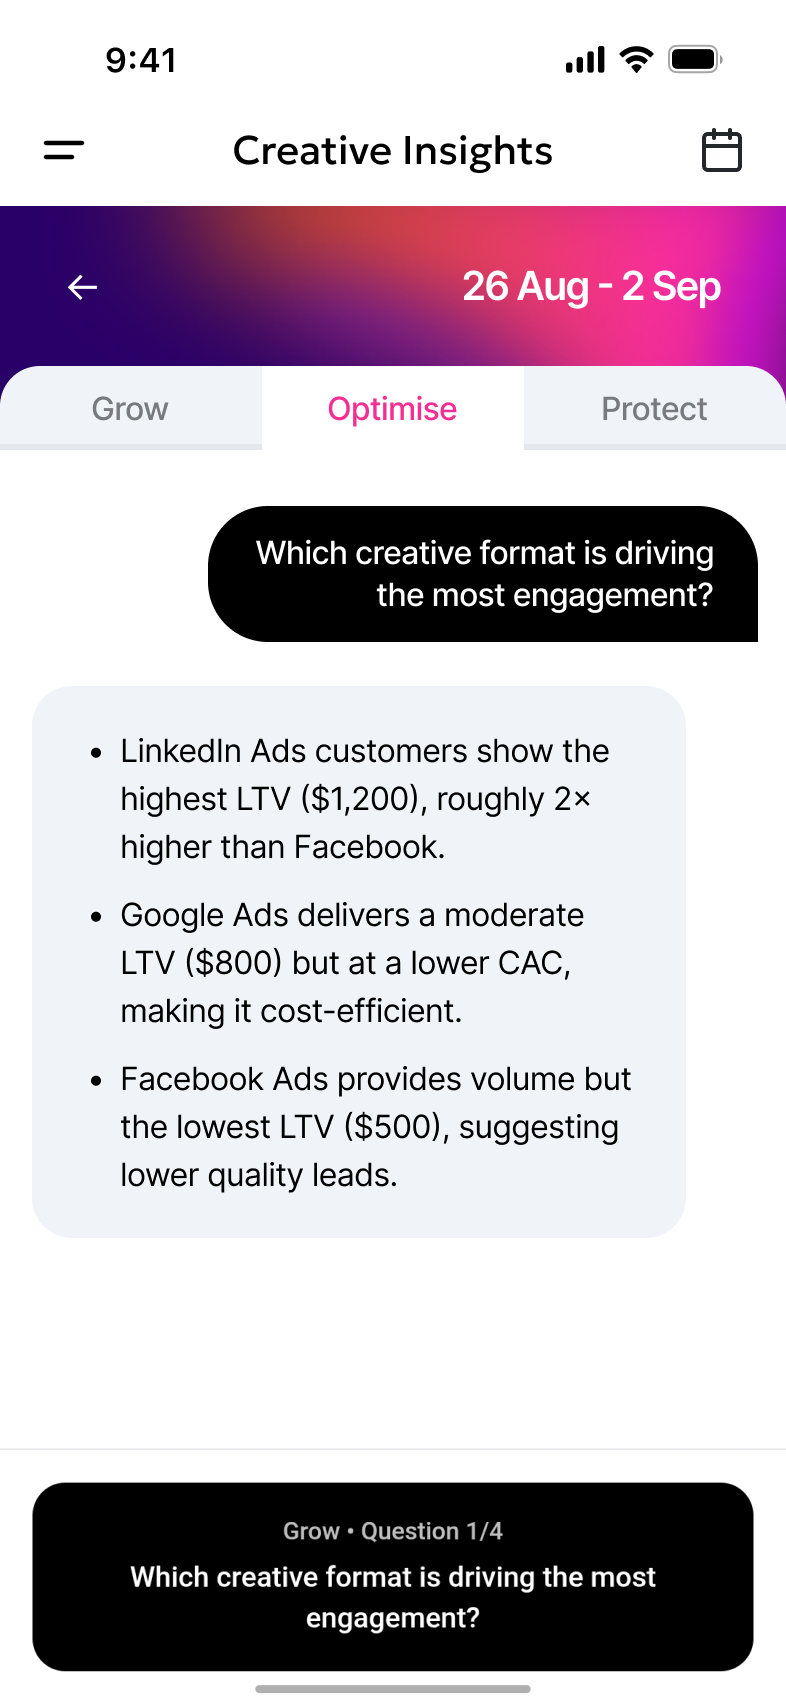 9:41
Creative Insights
26 Aug - 2 Sep
Grow
Optimise
Protect
Which creative format is driving
the most engagement?
• LinkedIn Ads customers show the
highest LTV ($1,200), roughly 2×
higher than Facebook.
• Google Ads delivers a moderate
LTV ($800) but at a lower CAC,
making it cost-efficient.
• Facebook Ads provides volume but
the lowest LTV ($500), suggesting
lower quality leads.
Grow • Question 1/4
Which creative format is driving the most
engagement?